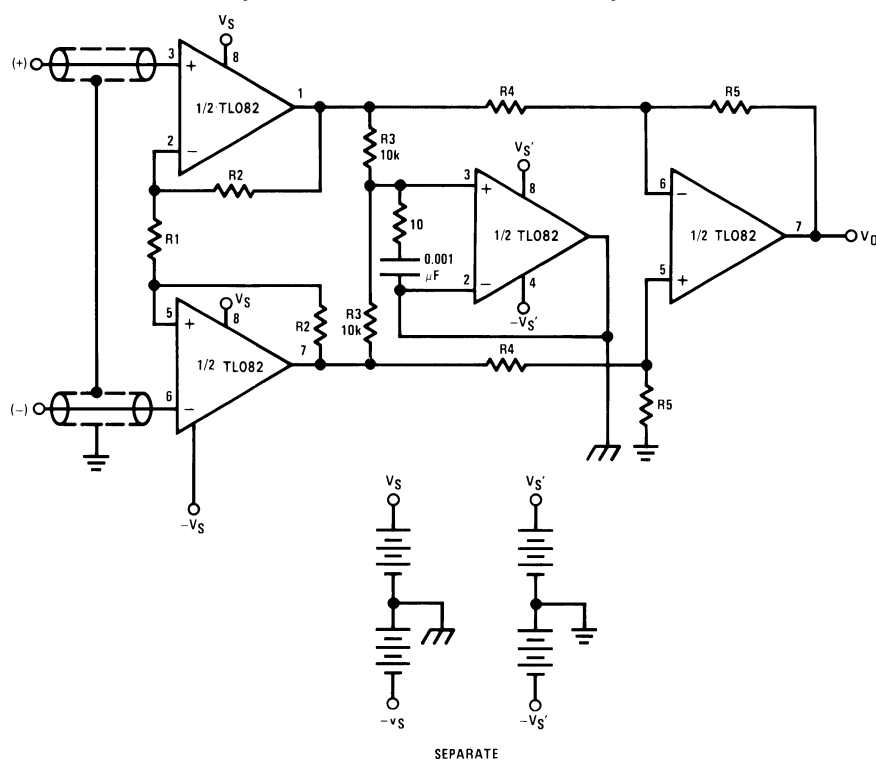 VS
(+)
3
+
8
1/2 TL082
1
2
−
R2
R1
R3
10k
R4
R5
VS'
3
+
8
10
1/2 TL082
0.001
μF
2
−
4
−VS'
6
−
1/2 TL082
7
VO
5
+
VS
5
+
8
R2
7
1/2 TL082
R3
10k
R4
R5
(−)
6
−
−VS
VS
VS'
−VS
−VS'
SEPARATE